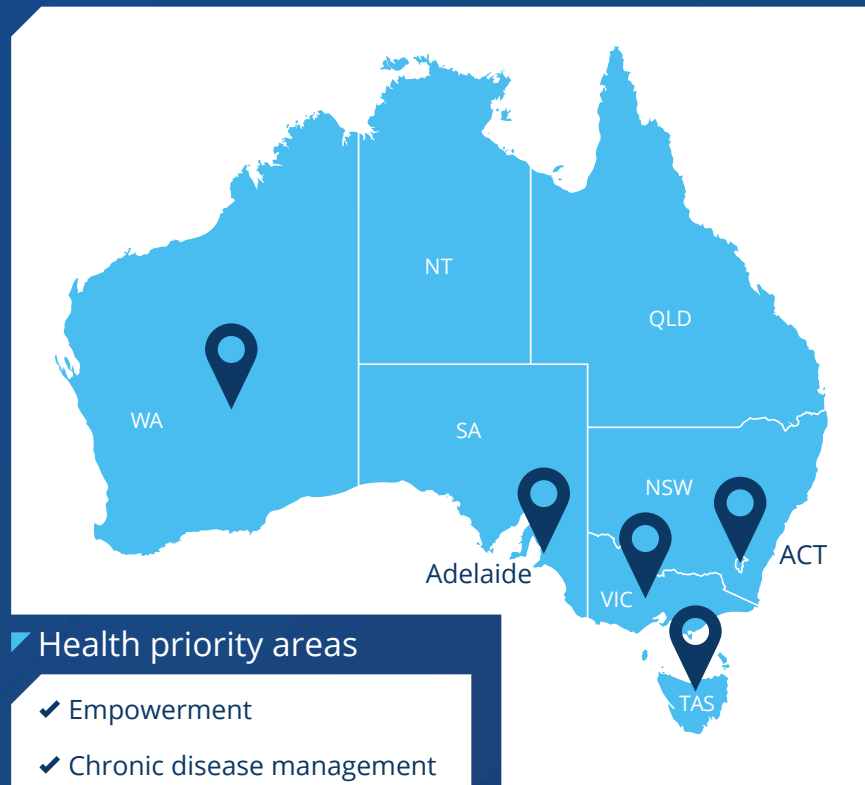 NT
QLD
WA
SA
NSW
ACT
Adelaide
VIC
TAS
Health priority areas
Empowerment
Chronic disease management